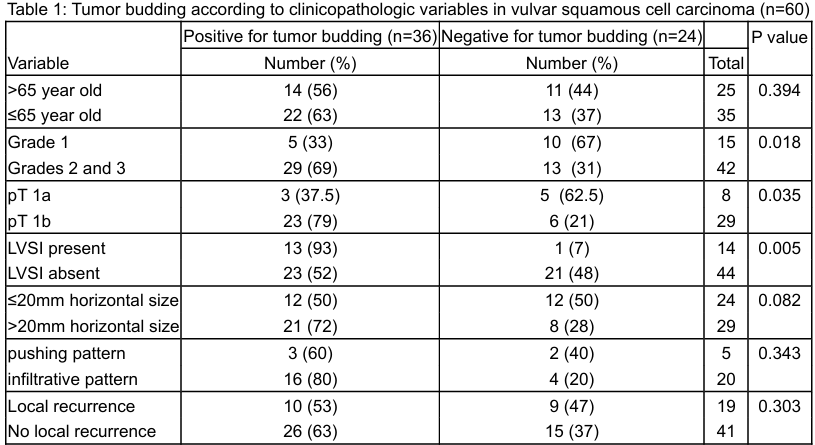 Table 1: Tumor budding according to clinicopathologic variables in vulvar squamous cell carcinoma (n=60)
Positive for tumor budding (n=36) Negative for tumor budding (n=24) P value
Variable Number (%) Number (%) Total
>65 year old 14 (56) 11 (44) 25 0.394
≤65 year old 22 (63) 13 (37) 35
Grade 1 5 (33) 10 (67) 15 0.018
Grades 2 and 3 29 (69) 13 (31) 42
pT 1a 3 (37.5) 5 (62.5) 8 0.035
pT 1b 23 (79) 6 (21) 29
LVSI present 13 (93) 1 (7) 14 0.005
LVSI absent 23 (52) 21 (48) 44
≤20mm horizontal size 12 (50) 12 (50) 24 0.082
>20mm horizontal size 21 (72) 8 (28) 29
pushing pattern 3 (60) 2 (40) 5 0.343
infiltrative pattern 16 (80) 4 (20) 20
Local recurrence 10 (53) 9 (47) 19 0.303
No local recurrence 26 (63) 15 (37) 41